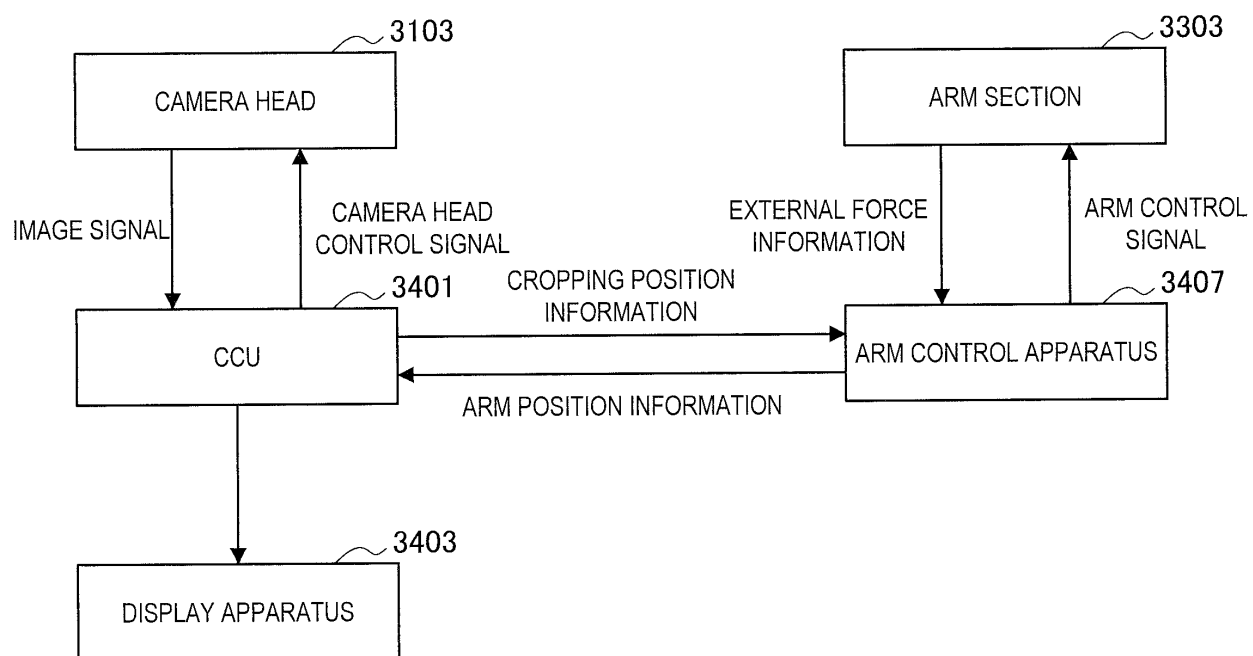 3103
CAMERA HEAD
3303
ARM SECTION
IMAGE SIGNAL
CAMERA HEAD
CONTROL SIGNAL
EXTERNAL FORCE
INFORMATION
ARM CONTROL
SIGNAL
3401
CCU
CROPPING POSITION
INFORMATION
3407
ARM CONTROL APPARATUS
ARM POSITION INFORMATION
3403
DISPLAY APPARATUS